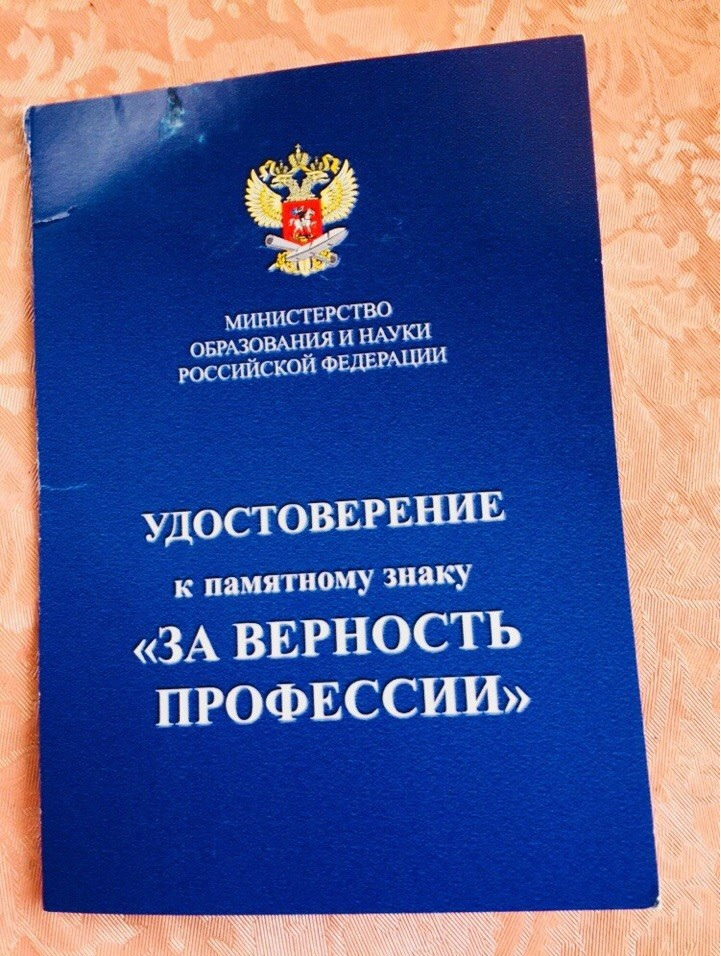 МИНИСТЕРСТВО
ОБРАЗОВАНИЯ И НАУКИ
РОССИЙСКОЙ ФЕДЕРАЦИИ
УДОСТОВЕРЕНИЕ
к памятному знаку
«ЗА ВЕРНОСТЬ
ПРОФЕССИИ»